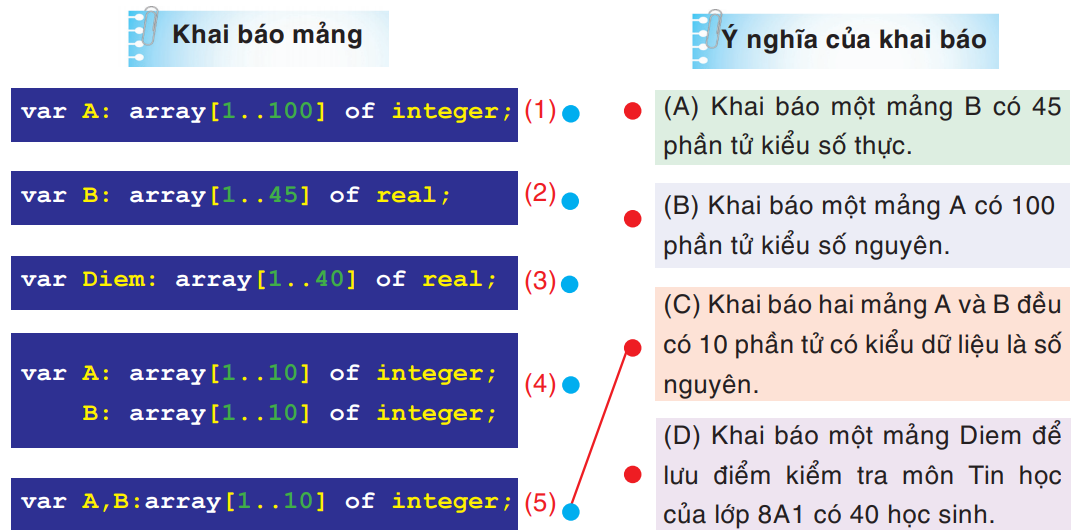 Khai báo mảng
var A: array[1..100] of integer; (1)
var B: array[1..45] of real; (2)
var Diem: array[1..40] of real; (3)
var A: array[1..10] of integer;
B: array[1..10] of integer;
(4)
var A,B:array[1..10] of integer; (5)
Ý nghĩa của khai báo
(A) Khai báo một mảng B có 45
phần tử kiểu số thực.
(B) Khai báo một mảng A có 100
phần tử kiểu số nguyên.
(C) Khai báo hai mảng A và B đều
có 10 phần tử có kiểu dữ liệu là số
nguyên.
(D) Khai báo một mảng Diem để
lưu điểm kiểm tra môn Tin học
của lớp 8A1 có 40 học sinh.